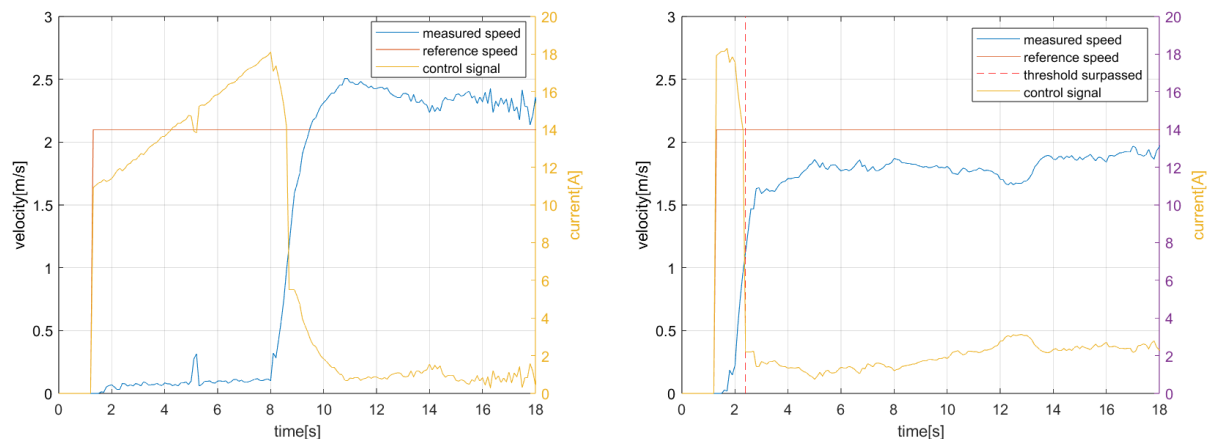 3
2.5
2
1.5
1
0.5
0
velocity[m/s]
0 2 4 6 8 10 12 14 16 18
time[s]
20
18
16
14
12
10
8
6
4
2
0
current[A]
measured speed
reference speed
control signal
3
2.5
2
1.5
1
0.5
0
velocity[m/s]
0 2 4 6 8 10 12 14 16 18
time[s]
20
18
16
14
12
10
8
6
4
2
0
current[A]
measured speed
reference speed
threshold surpassed
control signal